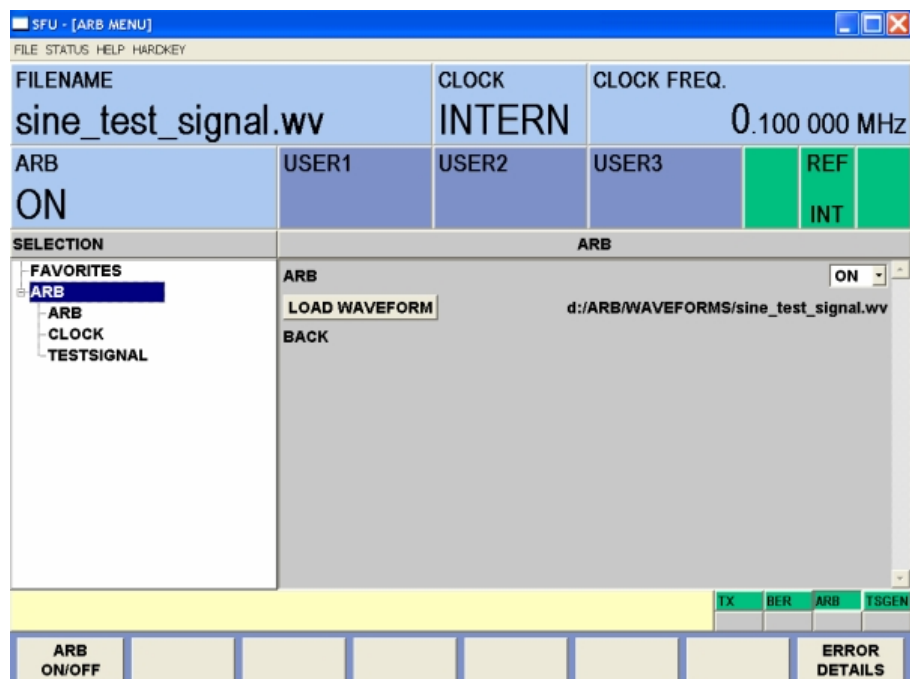 SFU - [ARB MENU]
FILE STATUS HELP HARDKEY
FILENAME
sine_test_signal.wv
CLOCK
INTERN
CLOCK FREQ.
0.100 000 MHz
ARB
ON
USER1
USER2
USER3
REF
INT
SELECTION
ARB
FAVORITES
ARB
ARB
CLOCK
TESTSIGNAL
ARB
ON
LOAD WAVEFORM
d:/ARB/WAVEFORMS/sine_test_signal.wv
BACK
TX BER ARB TSGEN
ARB
ON/OFF
ERROR
DETAILS